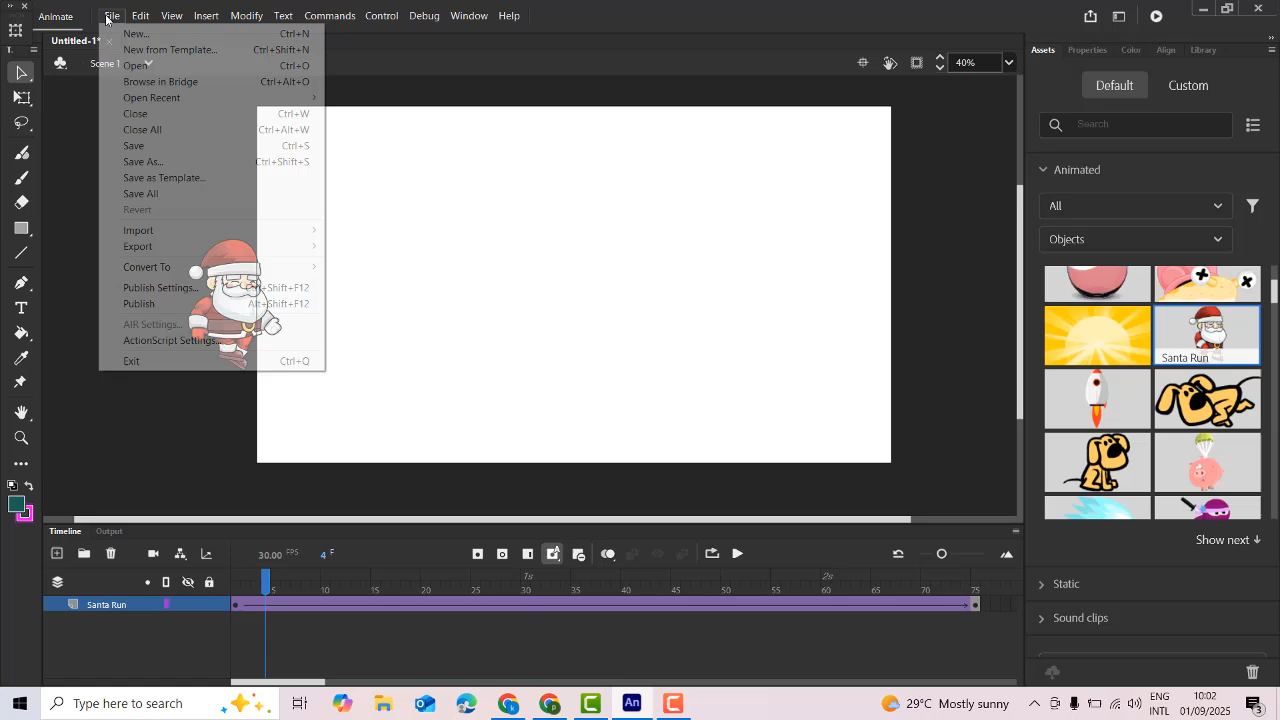 Animate File Edit View Insert Modify Text Commands Control Debug Window Help
Untitled-1*
Scene 1
40%
New... Ctrl+N
New from Template... Ctrl+Shift+N
Open Ctrl+O
Browse in Bridge Ctrl+Alt+O
Open Recent
Close Ctrl+W
Close All Ctrl+Alt+W
Save Ctrl+S
Save As... Ctrl+Shift+S
Save as Template...
Save All
Revert
Import
Export
Convert To
Publish Settings... Ctrl+Shift+F12
Publish Alt+Shift+F12
AIR Settings...
ActionScript Settings...
Exit Ctrl+Q
T.
Assets Properties Color Align Library
Default Custom
Search
Animated
All
Objects
Santa Run
Show next
Static
Sound clips
Timeline Output
30.00 FPS 4 F
1s 2s
5 10 15 20 25 30 35 40 45 50 55 60 65 70 75
Santa Run
Type here to search
An
29°C Mostly sunny
ENG
INTL
10:02
01/09/2025
3